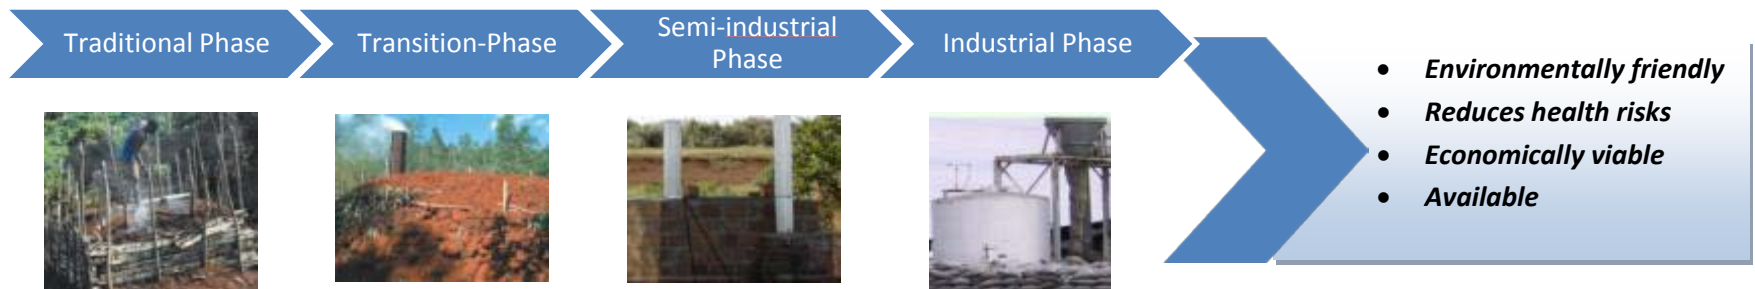 Traditional Phase
Transition-Phase
Semi-industrial
Phase
Industrial Phase
• Environmentally friendly
• Reduces health risks
• Economically viable
• Available